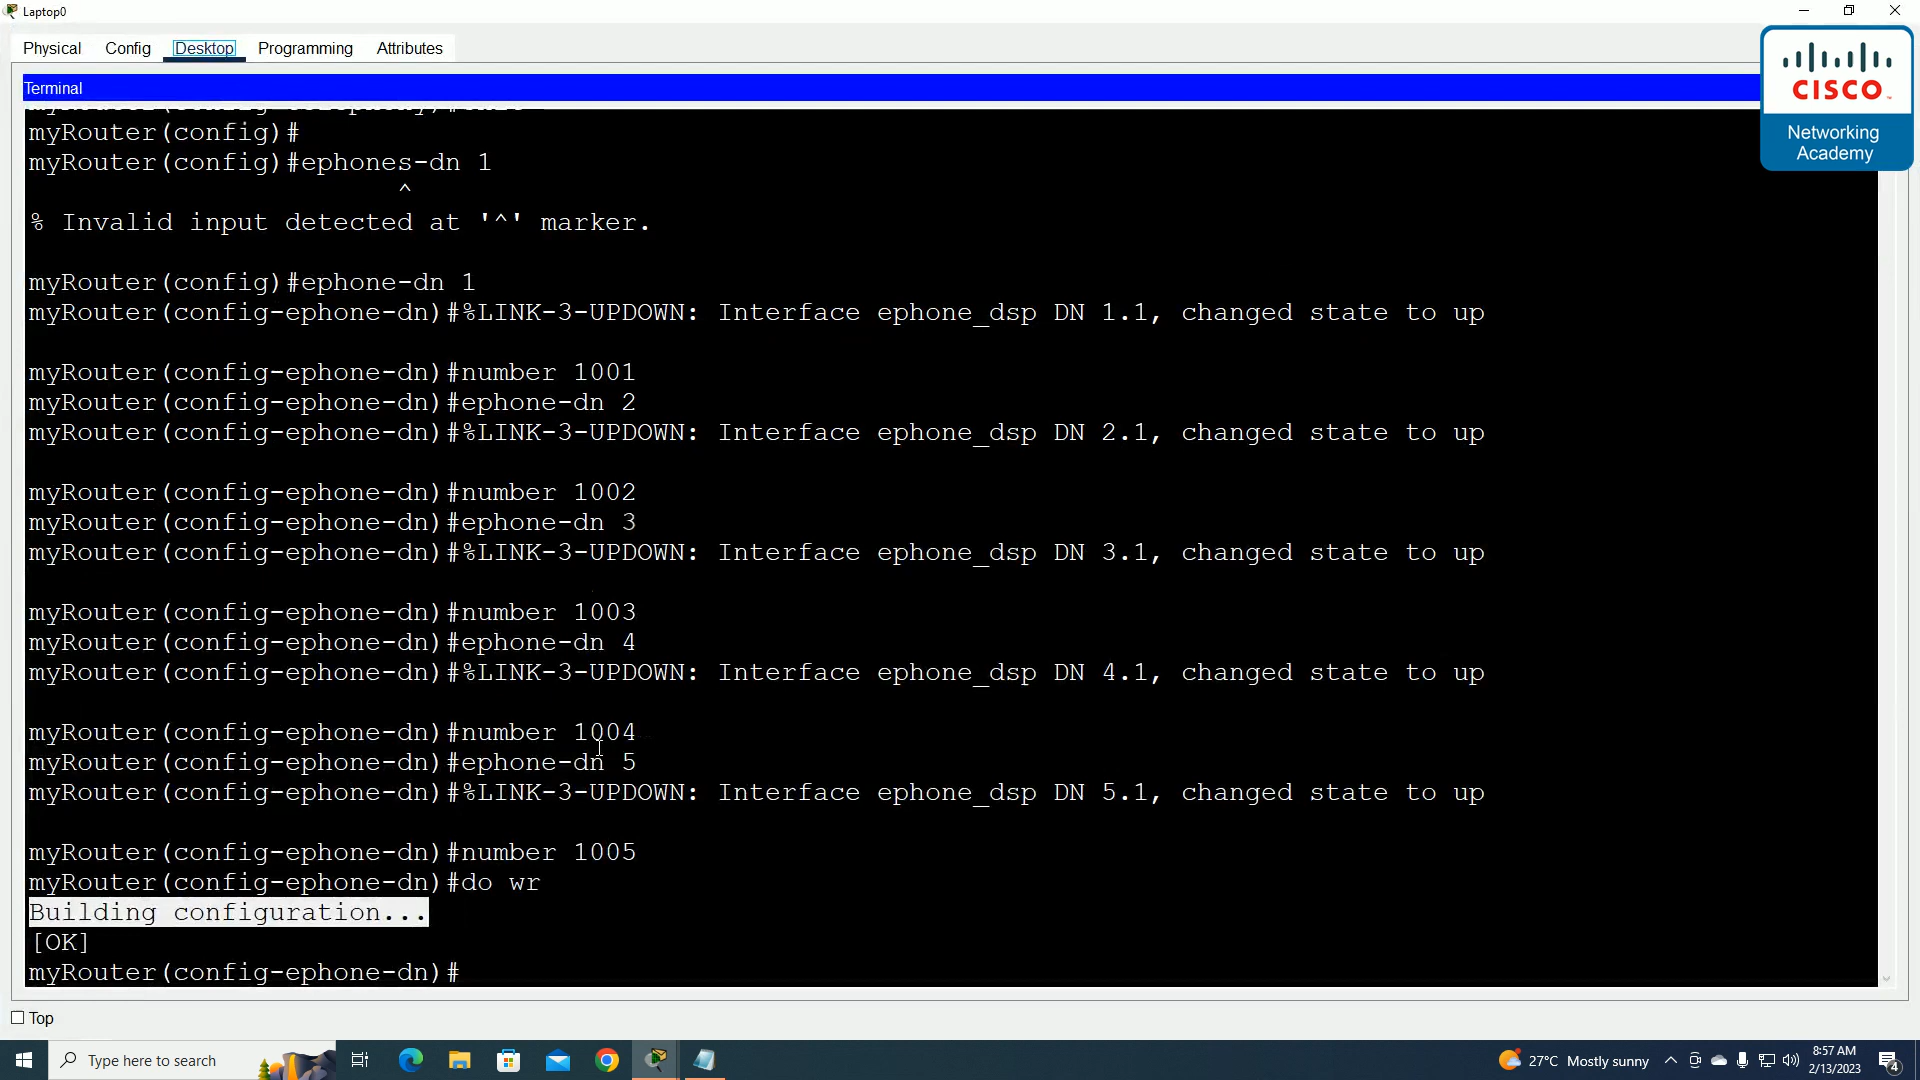 Laptop0
Physical Config Desktop Programming Attributes
Terminal
CISCO
Networking
Academy
myRouter(config)#
myRouter(config)#ephones-dn 1
^
% Invalid input detected at '^' marker.
myRouter(config)#ephone-dn 1
myRouter(config-ephone-dn)#%LINK-3-UPDOWN: Interface ephone_dsp DN 1.1, changed state to up
myRouter(config-ephone-dn)#number 1001
myRouter(config-ephone-dn)#ephone-dn 2
myRouter(config-ephone-dn)#%LINK-3-UPDOWN: Interface ephone_dsp DN 2.1, changed state to up
myRouter(config-ephone-dn)#number 1002
myRouter(config-ephone-dn)#ephone-dn 3
myRouter(config-ephone-dn)#%LINK-3-UPDOWN: Interface ephone_dsp DN 3.1, changed state to up
myRouter(config-ephone-dn)#number 1003
myRouter(config-ephone-dn)#ephone-dn 4
myRouter(config-ephone-dn)#%LINK-3-UPDOWN: Interface ephone_dsp DN 4.1, changed state to up
myRouter(config-ephone-dn)#number 1004
myRouter(config-ephone-dn)#ephone-dn 5
myRouter(config-ephone-dn)#%LINK-3-UPDOWN: Interface ephone_dsp DN 5.1, changed state to up
myRouter(config-ephone-dn)#number 1005
myRouter(config-ephone-dn)#do wr
Building configuration...
[OK]
myRouter(config-ephone-dn)#
Top
Type here to search
27°C Mostly sunny
8:57 AM
2/13/2023
4